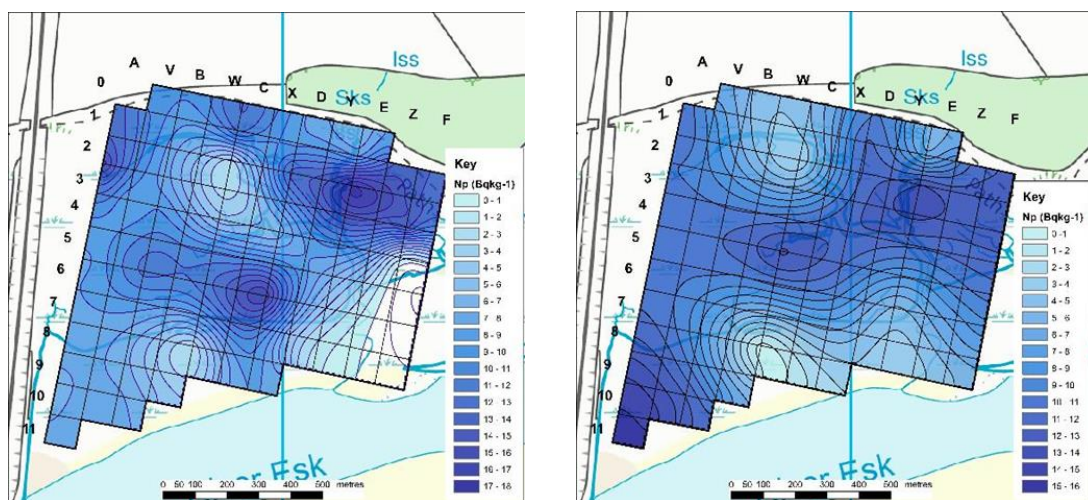 Iss
A
0 V B
W
C X
D Y
Sks
E
Z
F
1
2
3
4
5
6
7
8
9
10
11
Key
Np (Bqkg-1)
0 - 1
1 - 2
2 - 3
3 - 4
4 - 5
5 - 6
6 - 7
7 - 8
8 - 9
9 - 10
10 - 11
11 - 12
12 - 13
13 - 14
14 - 15
15 - 16
16 - 17
17 - 18
Esk
0 50 100 200 300 400 500 metres
Iss
A
0 V B
W
C X
D Y
Sks
E
Z
F
1
2
3
4
5
6
7
8
9
10
11
Key
Np (Bqkg-1)
0 - 1
1 - 2
2 - 3
3 - 4
4 - 5
5 - 6
6 - 7
7 - 8
8 - 9
9 - 10
10 - 11
11 - 12
12 - 13
13 - 14
14 - 15
15 - 16
Esk
0 50 100 200 300 400 500 metres